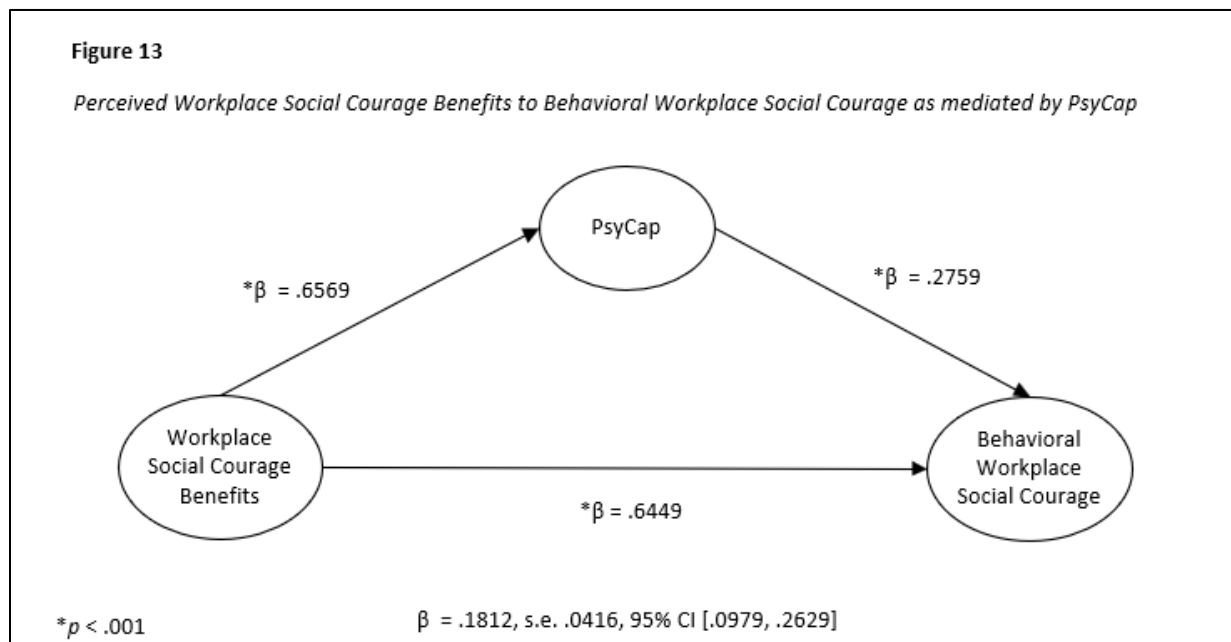 Figure 13
Perceived Workplace Social Courage Benefits to Behavioral Workplace Social Courage as mediated by PsyCap
PsyCap
*β = .6569
*β = .2759
Workplace
Social Courage
Benefits
Behavioral
Workplace
Social Courage
*β = .6449
*p < .001
β = .1812, s.e. .0416, 95% CI [.0979, .2629]